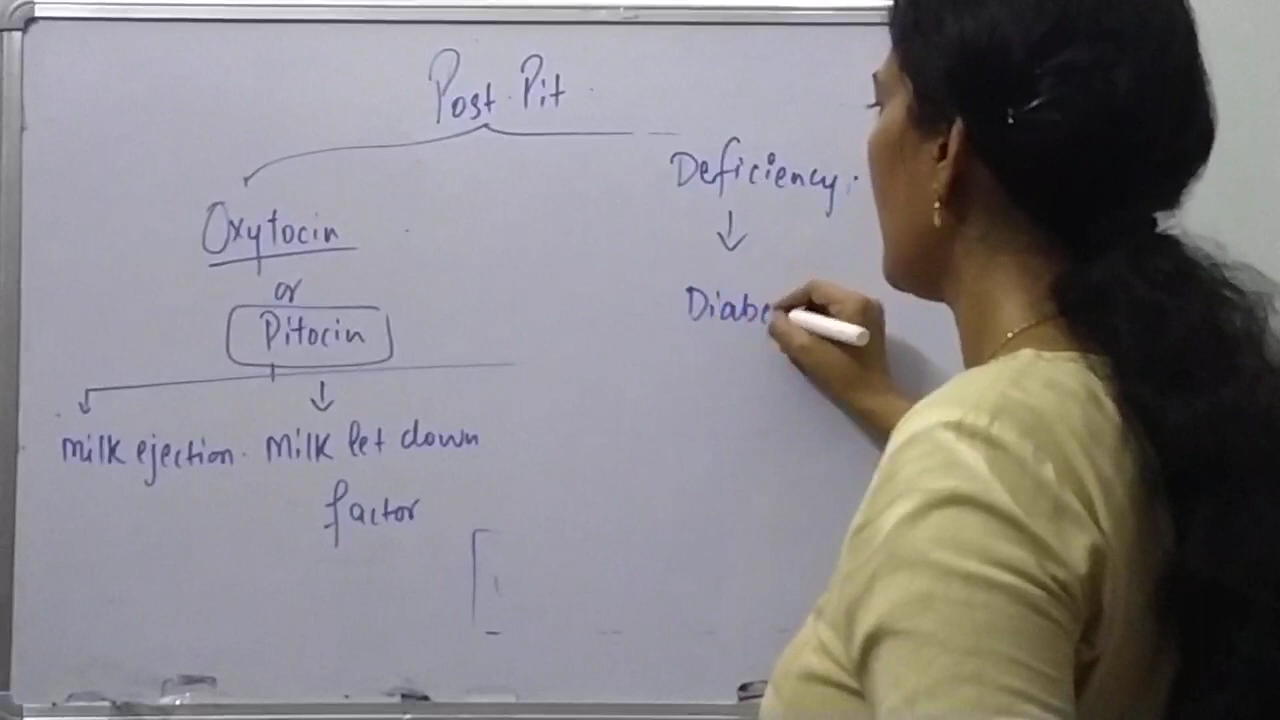 Post. Pit.
Oxytocin
or
Pitocin
Milk ejection. Milk let down
factor
Deficiency.
↓
Diabe